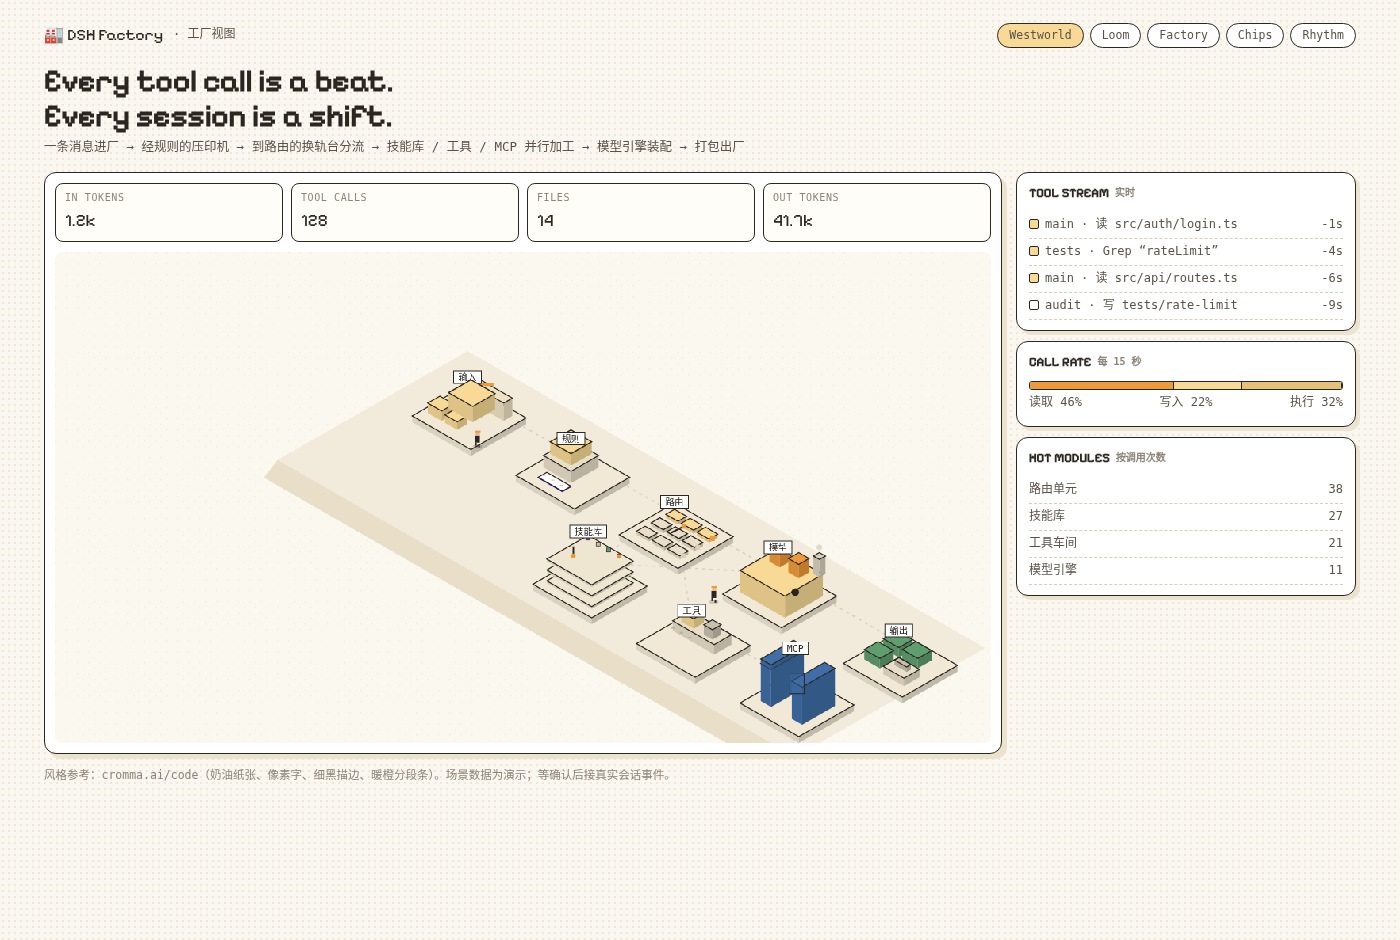 DSH Factory · 工厂视图
Westworld
Loom
Factory
Chips
Rhythm
Every tool call is a beat.
Every session is a shift.
一条消息进厂 → 经规则的压印机 → 到路由的换轨台分流 → 技能库 / 工具 / MCP 并行加工 → 模型引擎装配 → 打包出厂
IN TOKENS
1.2k
TOOL CALLS
128
FILES
14
OUT TOKENS
41.7k
输入
规则
路由
技能库
模型
工具
输出
MCP
TOOL STREAM 实时
main · 读 src/auth/login.ts -1s
tests · Grep “rateLimit” -4s
main · 读 src/api/routes.ts -6s
audit · 写 tests/rate-limit -9s
CALL RATE 每 15 秒
读取 46% 写入 22% 执行 32%
HOT MODULES 按调用次数
路由单元 38
技能库 27
工具车间 21
模型引擎 11
风格参考：cromma.ai/code（奶油纸张、像素字、细黑描边、暖橙分段条）。场景数据为演示；等确认后接真实会话事件。